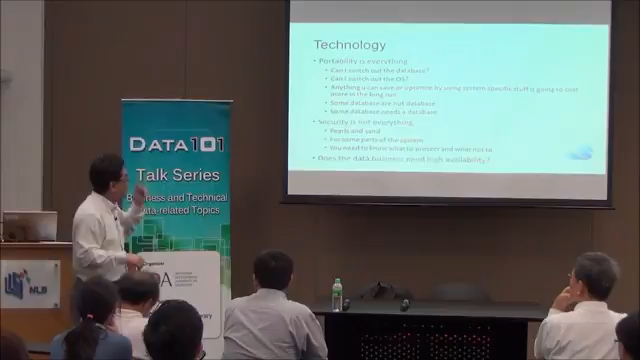 Technology
• Portability is everything
• Can I switch out the database?
• Can I switch out the OS?
• Anything u can save or optimize by using system specific stuff is going to cost
more in the long run
• Some database are not database
• Some database needs a database
• Security is not everything,
• Pearls and sand
• For some parts of the system
• You need to know what to protect and what not to
• Does the data business need high availability?
DATA101
Talk Series
Business and Technical
Data-related Topics
Organiser
NLB